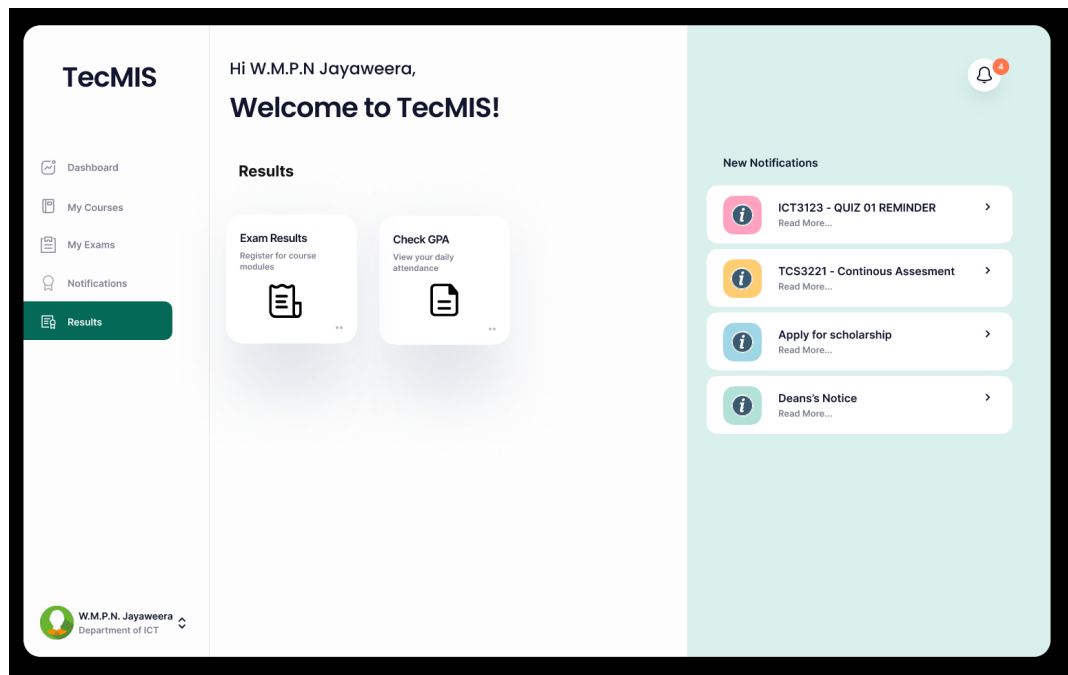 TecMIS
Dashboard
My Courses
My Exams
Notifications
Results
W.M.P.N. Jayaweera
Department of ICT
Hi W.M.P.N Jayaweera,
Welcome to TecMIS!
Results
Exam Results
Register for course
modules
Check GPA
View your daily
attendance
4
New Notifications
ICT3123 - QUIZ 01 REMINDER
Read More...
TCS3221 - Continous Assesment
Read More...
Apply for scholarship
Read More...
Deans's Notice
Read More...